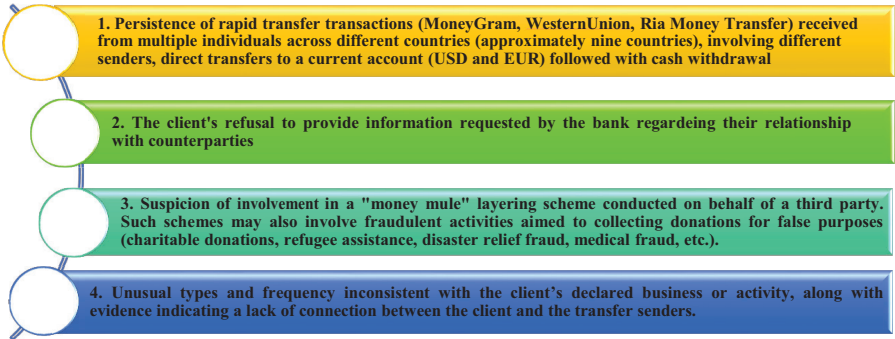 1. Persistence of rapid transfer transactions (MoneyGram, WesternUnion, Ria Money Transfer) received
from multiple individuals across different countries (approximately nine countries), involving different
senders, direct transfers to a current account (USD and EUR) followed with cash withdrawal
2. The client's refusal to provide information requested by the bank regardeing their relationship
with counterparties
3. Suspicion of involvement in a "money mule" layering scheme conducted on behalf of a third party.
Such schemes may also involve fraudulent activities aimed to collecting donations for false purposes
(charitable donations, refugee assistance, disaster relief fraud, medical fraud, etc.).
4. Unusual types and frequency inconsistent with the client’s declared business or activity, along with
evidence indicating a lack of connection between the client and the transfer senders.